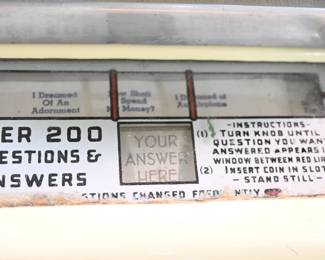 I Dreamed
Of An
Adornment
How Shall
I Spend
My Money?
I Dreamed of
An Airplane
ER 200
ESTIONS &
NSWERS
YOUR
ANSWER
HERE
-INSTRUCTIONS-
(1) TURN KNOB UNTIL
QUESTION YOU WANT
ANSWERED APPEARS I
WINDOW BETWEEN RED LI
(2) INSERT COIN IN SLOT
- STAND STILL -
STIONS CHANGED FREQUENTLY